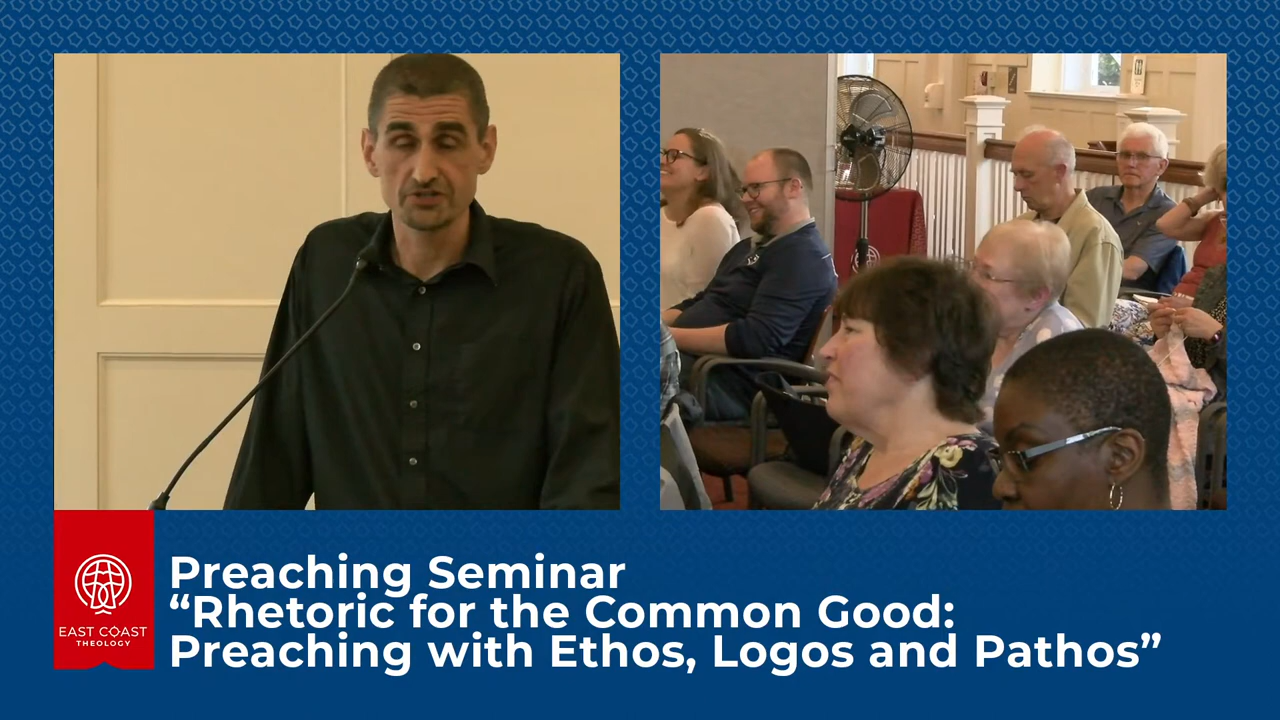 Preaching Seminar
“Rhetoric for the Common Good:
Preaching with Ethos, Logos and Pathos”
EAST COAST
THEOLOGY